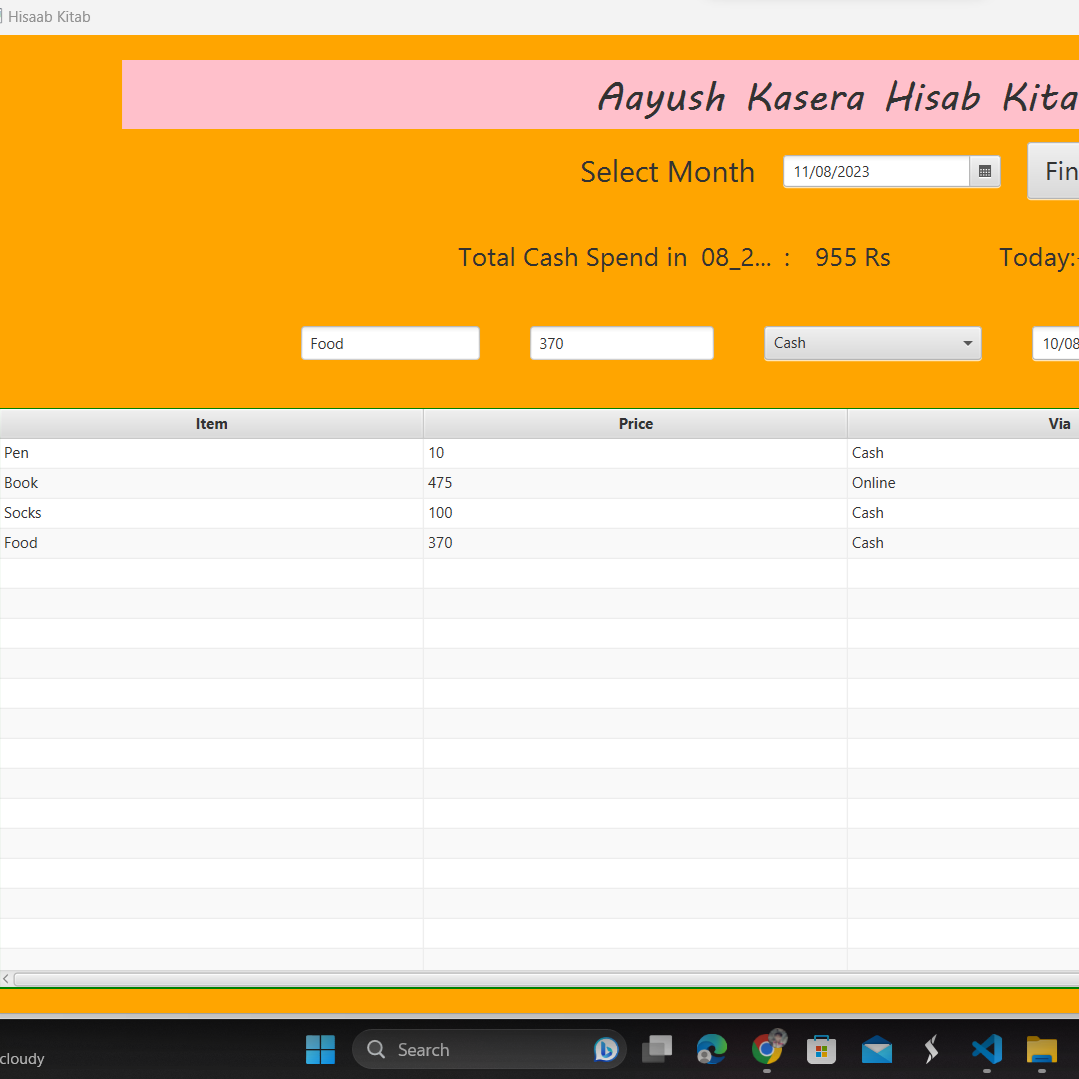 Hisaab Kitab
Aayush Kasera Hisab Kita
Select Month 11/08/2023 Fin
Total Cash Spend in 08_2... : 955 Rs Today:
Food 370 Cash 10/08
Item Price Via
Pen 10 Cash
Book 475 Online
Socks 100 Cash
Food 370 Cash
cloudy Search